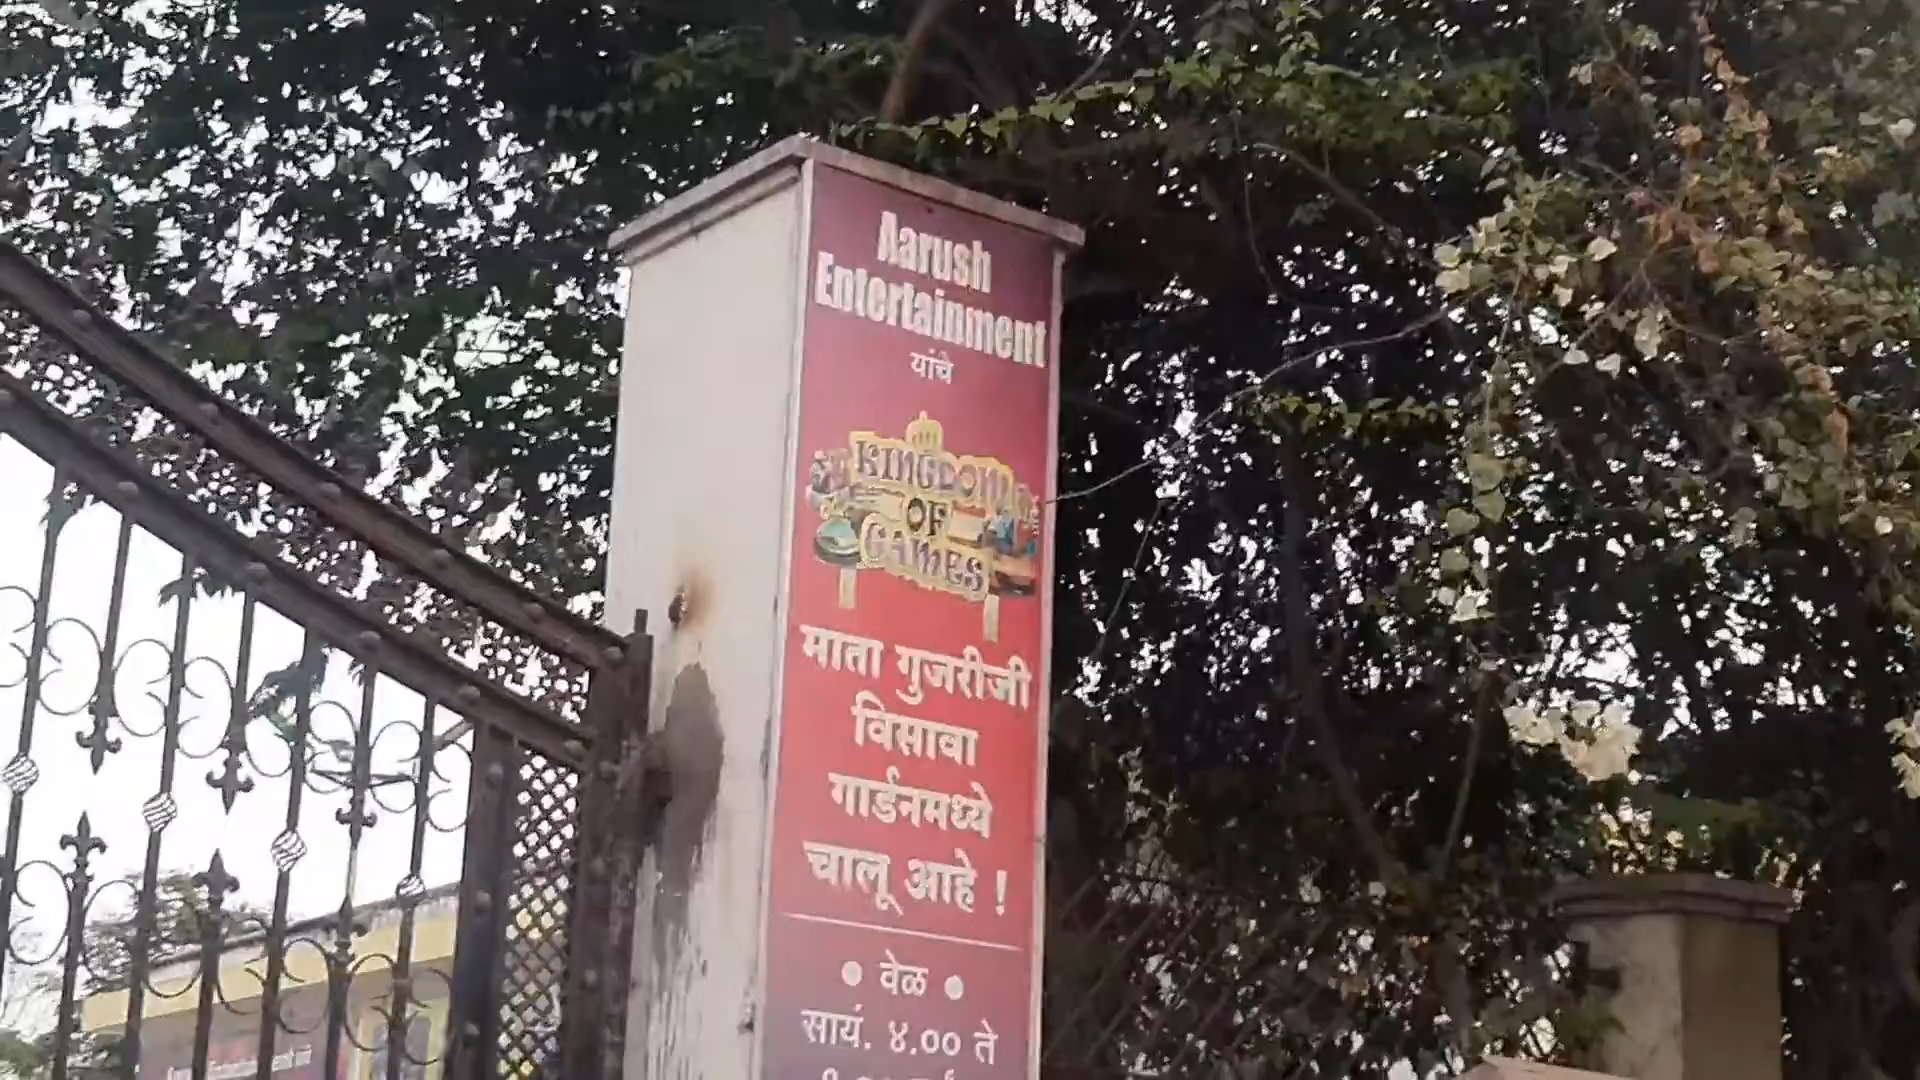 Aarush
Entertainment
यांचे
KINGDOM
OF
GAMES
माता गुजरीजी
विसावा
गार्डनमध्ये
चालू आहे !
• वेळ •
सायं. ४.०० ते